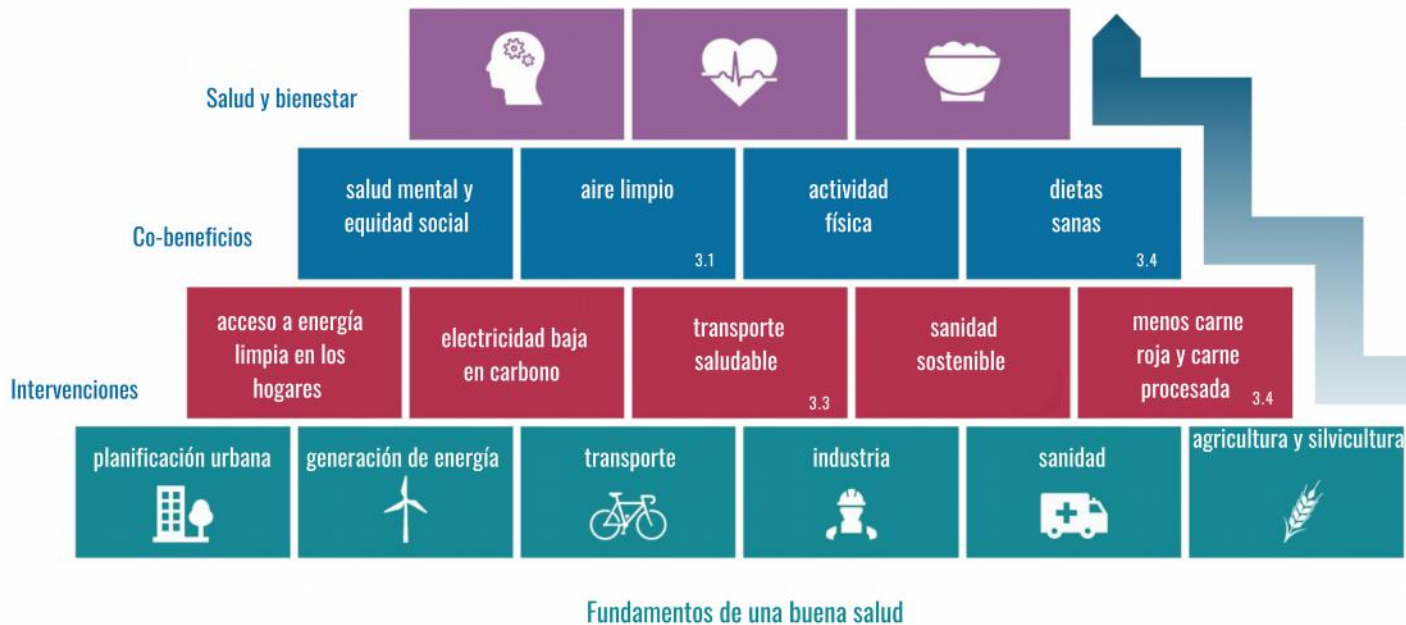 Salud y bienestar
Co-beneficios
salud mental y
equidad social
aire limpio
3.1
actividad
física
dietas
sanas
3.4
Intervenciones
acceso a energía
limpia en los
hogares
electricidad baja
en carbono
transporte
saludable
3.3
sanidad
sostenible
menos carne
roja y carne
procesada
3.4
planificación urbana
generación de energía
transporte
industria
sanidad
agricultura y silvicultura
Fundamentos de una buena salud